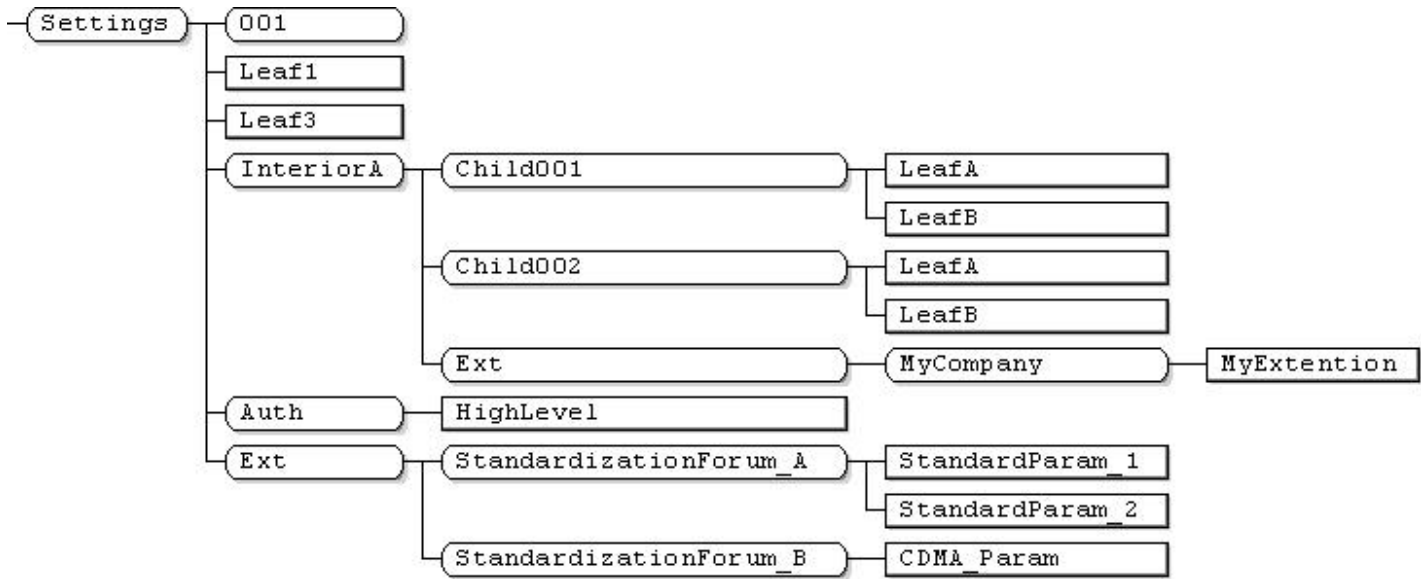 Settings
001
Leaf1
Leaf3
InteriorA
Child001
LeafA
LeafB
Child002
LeafA
LeafB
Ext
MyCompany
MyExtention
Auth
HighLevel
Ext
StandardizationForum_A
StandardParam_1
StandardParam_2
StandardizationForum_B
CDMA_Param